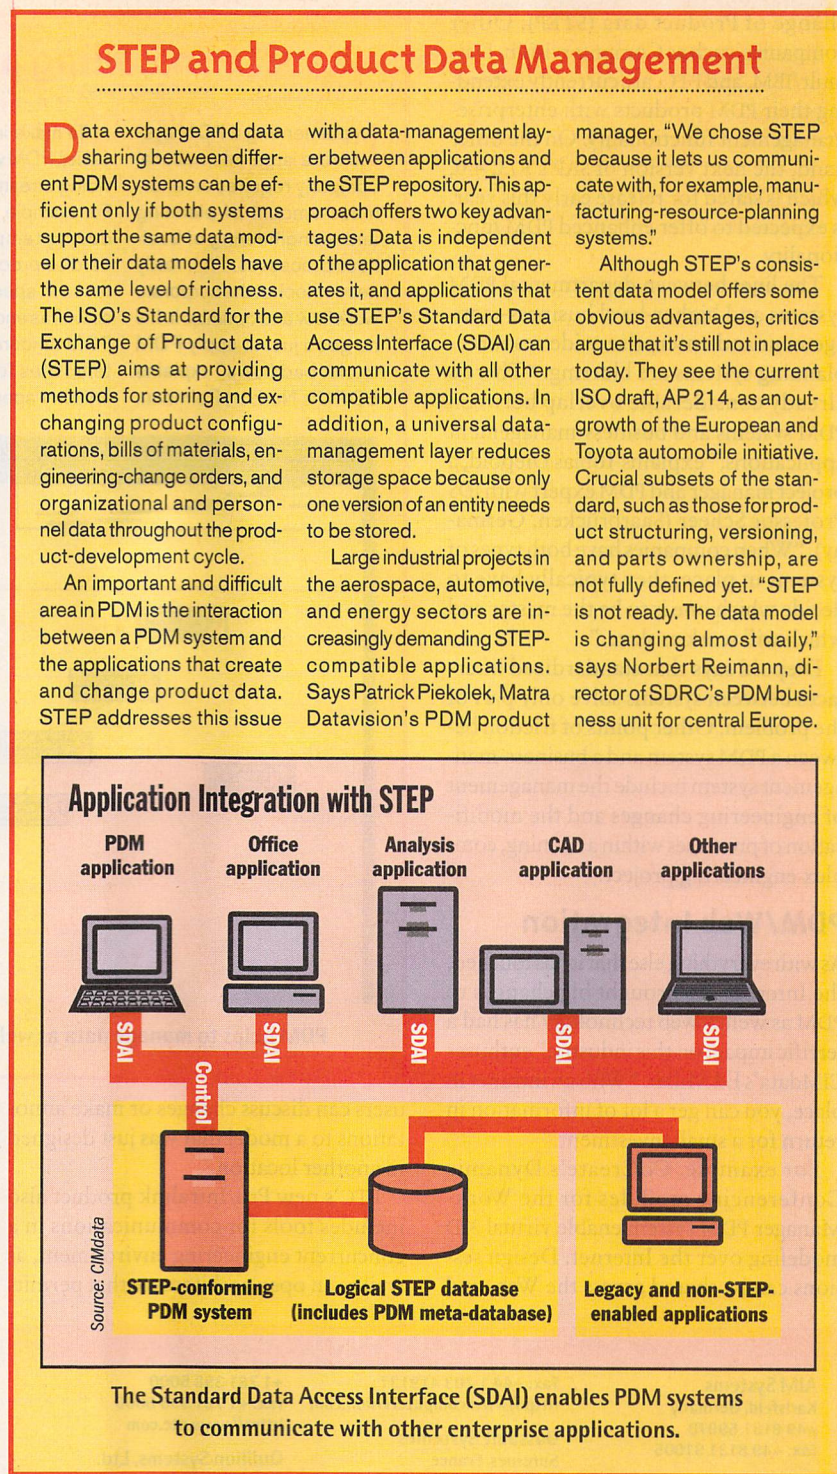 STEP and Product Data Management
Data exchange and data
sharing between differ-
ent PDM systems can be ef-
ficient only if both systems
support the same data mod-
el or their data models have
the same level of richness.
The ISO's Standard for the
Exchange of Product data
(STEP) aims at providing
methods for storing and ex-
changing product configu-
rations, bills of materials, en-
gineering-change orders, and
organizational and person-
nel data throughout the prod-
uct-development cycle.
An important and difficult
area in PDM is the interaction
between a PDM system and
the applications that create
and change product data.
STEP addresses this issue
with a data-management lay-
er between applications and
the STEP repository. This ap-
proach offers two key advan-
tages: Data is independent
of the application that gener-
ates it, and applications that
use STEP's Standard Data
Access Interface (SDAI) can
communicate with all other
compatible applications. In
addition, a universal data-
management layer reduces
storage space because only
one version of an entity needs
to be stored.
Large industrial projects in
the aerospace, automotive,
and energy sectors are in-
creasingly demanding STEP-
compatible applications.
Says Patrick Piekolek, Matra
Datavision's PDM product
manager, "We chose STEP
because it lets us communi-
cate with, for example, manu-
facturing-resource-planning
systems."
Although STEP's consis-
tent data model offers some
obvious advantages, critics
argue that it's still not in place
today. They see the current
ISO draft, AP 214, as an out-
growth of the European and
Toyota automobile initiative.
Crucial subsets of the stan-
dard, such as those for prod-
uct structuring, versioning,
and parts ownership, are
not fully defined yet. "STEP
is not ready. The data model
is changing almost daily,"
says Norbert Reimann, di-
rector of SDRC's PDM busi-
ness unit for central Europe.
Application Integration with STEP
PDM
application
Office
application
Analysis
application
CAD
application
Other
applications
SDAI
SDAI
SDAI
SDAI
SDAI
Control
STEP-conforming
PDM system
Logical STEP database
(includes PDM meta-database)
Legacy and non-STEP-
enabled applications
Source: CIMdata
The Standard Data Access Interface (SDAI) enables PDM systems
to communicate with other enterprise applications.